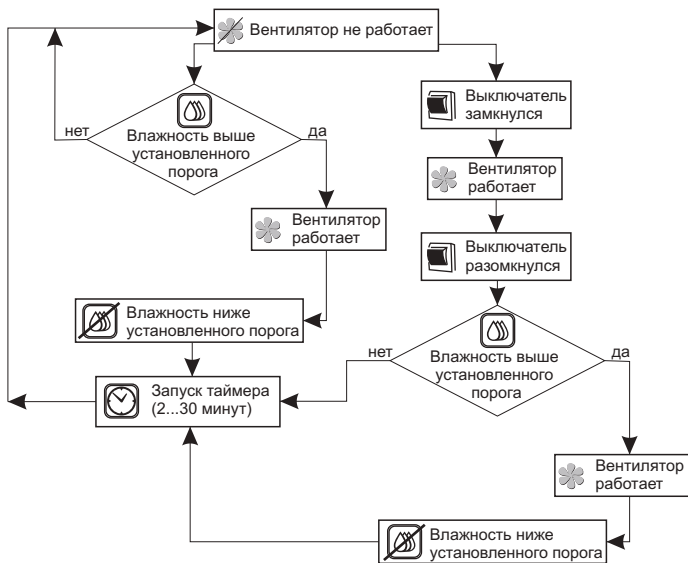 Вентилятор не работает
Выключатель
замкнулся
нет
Влажность выше
установленного
порога
да
Вентилятор
работает
Вентилятор
работает
Выключатель
разомкнулся
Влажность ниже
установленного порога
нет
Влажность выше
установленного
порога
да
Запуск таймера
(2...30 минут)
Вентилятор
работает
Влажность ниже
установленного порога